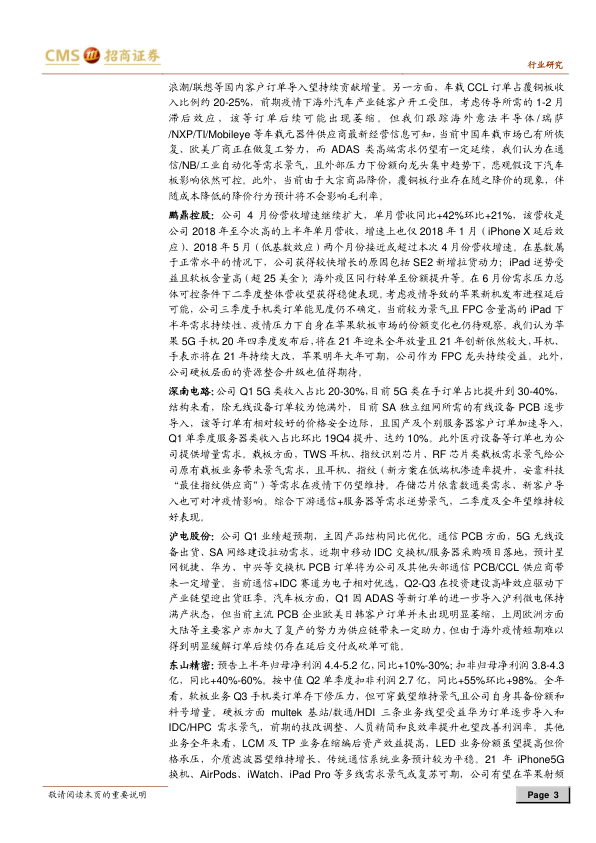 CMS 招商证券
行业研究
浪潮/联想等国内客户订单导入望持续贡献增量。另一方面，车载 CCL 订单占覆铜板收
入比例约 20-25%，前期疫情下海外汽车产业链客户开工受阻，考虑传导所需的 1-2 月
滞后效应，该等订单后续可能出现萎缩。但我们跟踪海外意法半导体/瑞萨
/NXP/TI/Mobileye 等车载元器件供应商最新经营信息可知，当前中国车载市场已有所恢
复、欧美厂商正在做复工努力，而 ADAS 类高端需求仍望有一定延续，我们认为在通
信/NB/工业自动化等需求景气，且外部压力下份额向龙头集中趋势下，悲观假设下汽车
板影响依然可控。此外，当前由于大宗商品降价，覆铜板行业存在随之降价的现象，伴
随成本降低的降价行为预计将不会影响毛利率。
鹏鼎控股：公司 4 月份营收增速继续扩大，单月营收同比+42%环比+21%，该营收是
公司 2018 年至今次高的上半年单月营收，增速上也仅 2018 年 1 月（iPhone X 延后效
应）、2018 年 5 月（低基数效应）两个月份接近或超过本次 4 月份营收增速。在基数属
于正常水平的情况下，公司获得较快增长的原因包括 SE2 新增拉货动力；iPad 逆势受
益且软板含量高（超 25 美金）；海外疫区同行转单至份额提升等。在 6 月份需求压力总
体可控条件下二季度整体营收望获得稳健表现。考虑疫情导致的苹果新机发布进程延后
可能，公司三季度手机类订单能见度仍不确定，当前较为景气且 FPC 含量高的 iPad 下
半年需求持续性、疫情压力下自身在苹果软板市场的份额变化也仍待观察。我们认为苹
果 5G 手机 20 年四季度发布后，将在 21 年迎来全年放量且 21 年创新依然较大，耳机、
手表亦将在 21 年持续大改，苹果明年大年可期，公司作为 FPC 龙头持续受益。此外，
公司硬板层面的资源整合升级也值得期待。
深南电路：公司 Q1 5G 类收入占比 20-30%，目前 5G 类在手订单占比提升到 30-40%，
结构来看，除无线设备订单较为饱满外，目前 SA 独立组网所需的有线设备 PCB 逐步
导入，该等订单有相对较好的价格安全边际，且国产及个别服务器客户订单加速导入，
Q1 单季度服务器类收入占比环比 19Q4 提升、达约 10%。此外医疗设备等订单也为公
司提供增量需求。载板方面，TWS 耳机、指纹识别芯片、RF 芯片类载板需求景气给公
司原有载板业务带来景气需求，且耳机、指纹（新方案在低端机渗透率提升，安靠科技
“最佳指纹供应商”）等需求在疫情下仍望维持。存储芯片依靠数通类需求、新客户导
入也可对冲疫情影响。综合下游通信+服务器等需求逆势景气，二季度及全年望维持较
好表现。
沪电股份：公司 Q1 业绩超预期，主因产品结构同比优化。通信 PCB 方面，5G 无线设
备出货、SA 网络建设拉动需求，近期中移动 IDC 交换机/服务器采购项目落地，预计星
网锐捷、华为、中兴等交换机 PCB 订单将为公司及其他头部通信 PCB/CCL 供应商带
来一定增量。当前通信+IDC 赛道为电子相对优选，Q2-Q3 在投资建设高峰效应驱动下
产业链望迎出货旺季。汽车板方面，Q1 因 ADAS 等新订单的进一步导入沪利微电保持
满产状态，但当前主流 PCB 企业欧美日韩客户订单并未出现明显萎缩，上周欧洲方面
大陆等主要客户亦加大了复产的努力为供应链带来一定助力，但由于海外疫情短期难以
得到明显缓解订单后续仍存在延后交付或砍单可能。
东山精密：预告上半年归母净利润 4.4-5.2 亿，同比+10%-30%；扣非归母净利润 3.8-4.3
亿，同比+40%-60%。按中值 Q2 单季度扣非利润 2.7 亿，同比+55%环比+98%。全年
看，软板业务 Q3 手机类订单存下修压力，但可穿戴望维持景气且公司自身具备份额和
料号增量。硬板方面 multek 基站/数通/HDI 三条业务线望受益华为订单逐步导入和
IDC/HPC 需求景气，前期的技改调整、人员精简和良效率提升也望改善利润率。其他
业务全年来看，LCM 及 TP 业务在缩编后资产效益提高，LED 业务份额虽望提高但价
格承压，介质滤波器望维持增长、传统通信系统业务预计较为平稳。21 年 iPhone5G
换机、AirPods、iWatch、iPad Pro 等多线需求景气或复苏可期，公司有望在苹果射频
敬请阅读末页的重要说明
Page 3